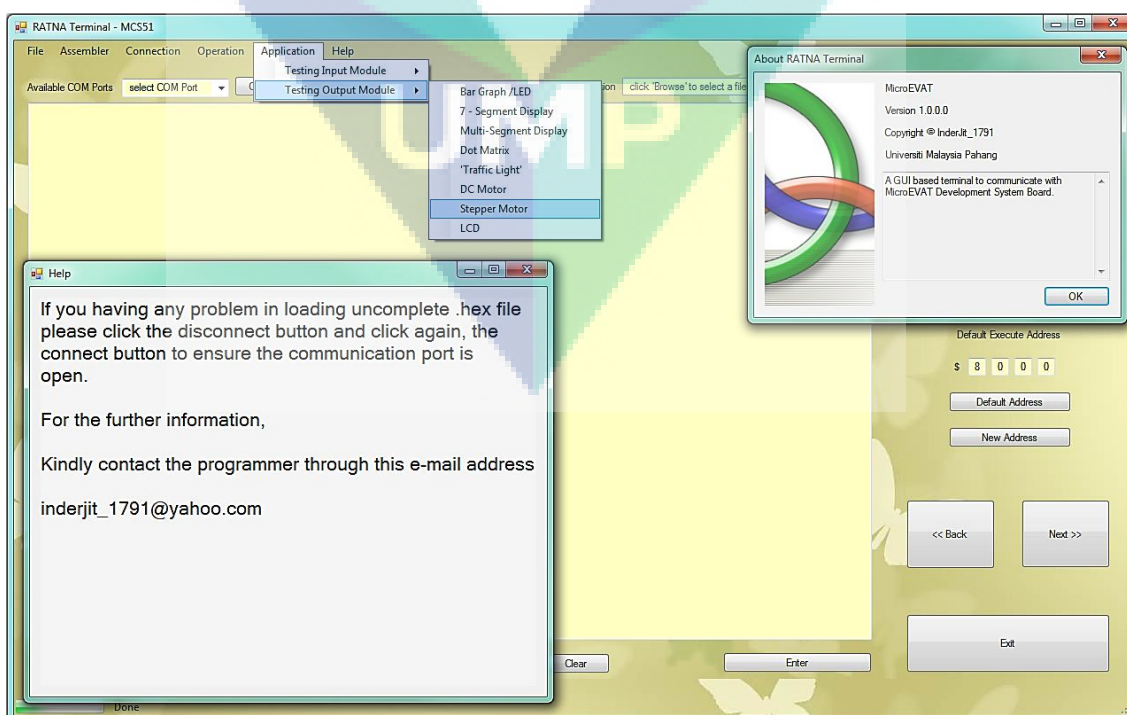 RATNA Terminal - MCS51
File Assembler Connection Operation Application Help
Available COM Ports select COM Port
click 'Browse' to select a file
Testing Input Module
Testing Output Module
Bar Graph /LED
7 - Segment Display
Multi-Segment Display
Dot Matrix
'Traffic Light'
DC Motor
Stepper Motor
LCD
UMP
About RATNA Terminal
MicroEVAT
Version 1.0.0.0
Copyright © InderJit_1791
Universiti Malaysia Pahang
A GUI based terminal to communicate with
MicroEVAT Development System Board.
OK
Help
If you having any problem in loading uncomplete .hex file
please click the disconnect button and click again, the
connect button to ensure the communication port is
open.
For the further information,
Kindly contact the programmer through this e-mail address
inderjit_1791@yahoo.com
Default Execute Address
$ 8 0 0 0
Default Address
New Address
<< Back
Next >>
Exit
Clear
Enter
Done